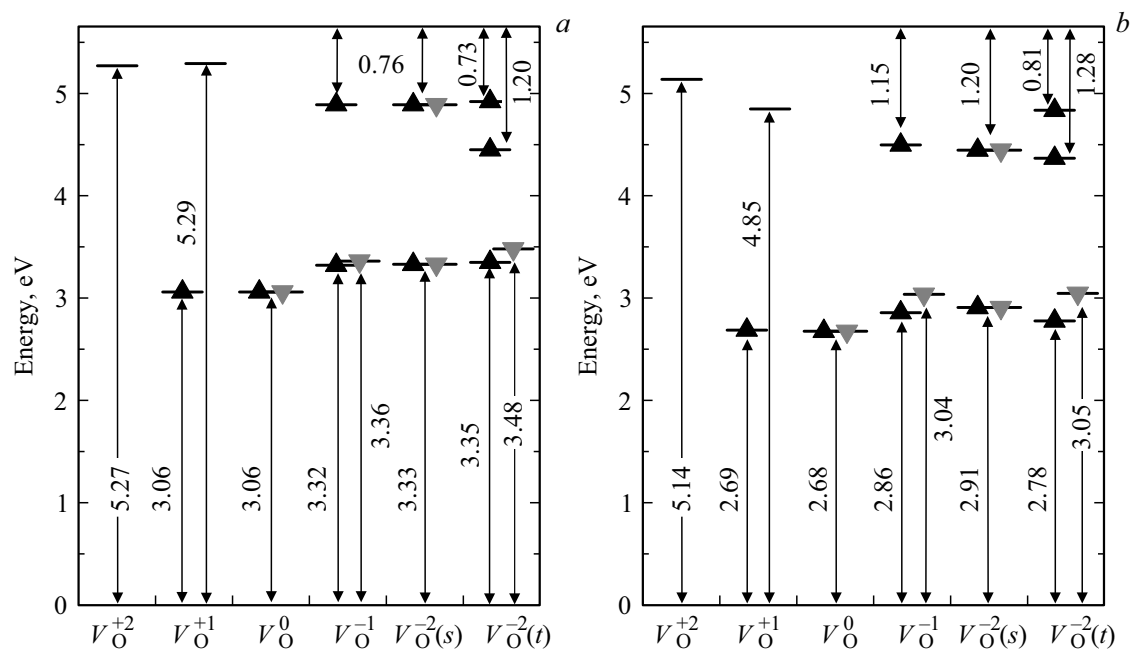 a
b
Energy, eV
5
4
3
2
1
0
5.27
3.06
5.29
3.06
3.32
3.36
0.76
3.33
3.35
3.48
0.73
1.20
V_O^{+2}
V_O^{+1}
V_O^{0}
V_O^{-1}
V_O^{-2}(s)
V_O^{-2}(t)
Energy, eV
5
4
3
2
1
0
5.14
2.69
4.85
2.68
2.86
3.04
1.15
2.91
1.20
2.78
3.05
0.81
1.28
V_O^{+2}
V_O^{+1}
V_O^{0}
V_O^{-1}
V_O^{-2}(s)
V_O^{-2}(t)